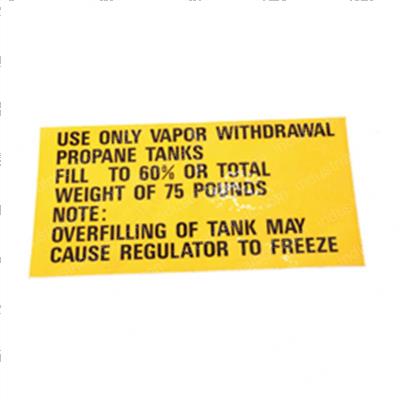 USE ONLY VAPOR WITHDRAWAL
PROPANE TANKS
FILL TO 60% OR TOTAL
WEIGHT OF 75 POUNDS
NOTE:
OVERFILLING OF TANK MAY
CAUSE REGULATOR TO FREEZE